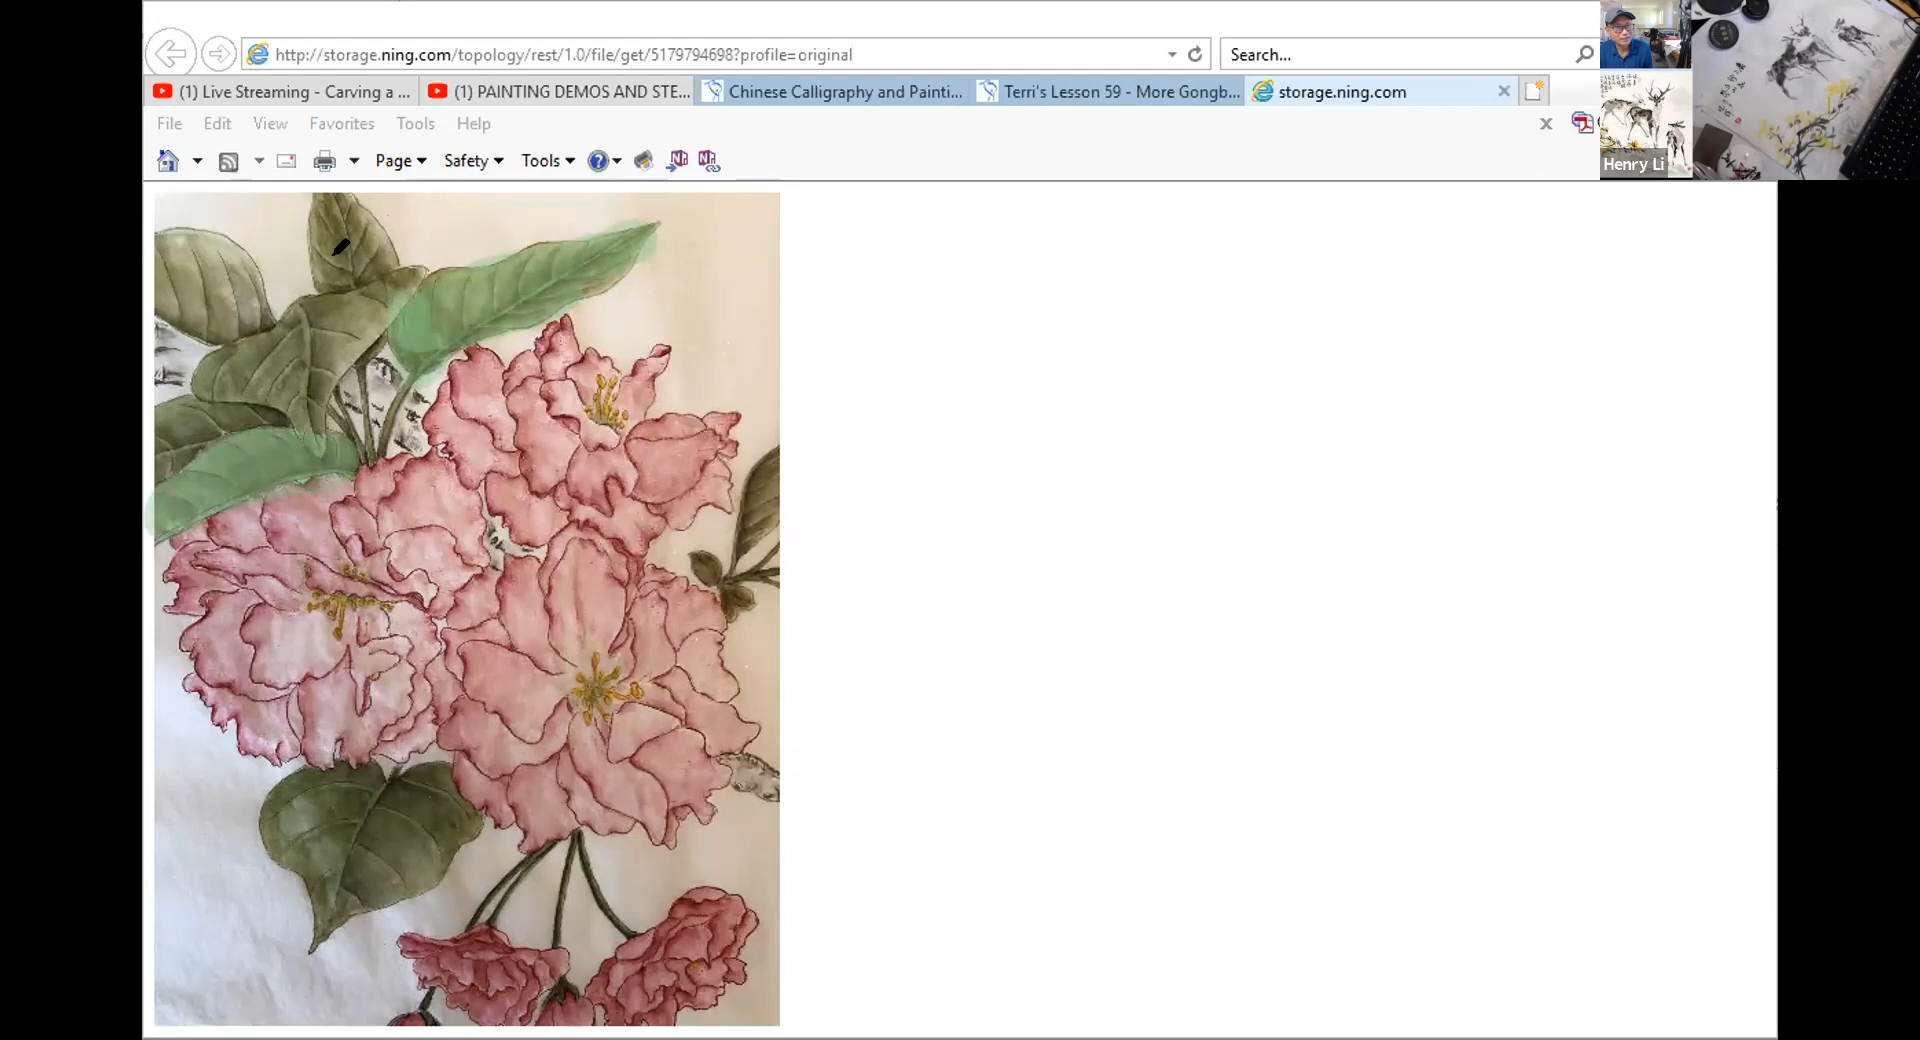 http://storage.ning.com/topology/rest/1.0/file/get/5179794698?profile=original
Search...
(1) Live Streaming - Carving a ...
(1) PAINTING DEMOS AND STE...
Chinese Calligraphy and Painti...
Terri's Lesson 59 - More Gongb...
storage.ning.com
File Edit View Favorites Tools Help
Page Safety Tools
Henry Li